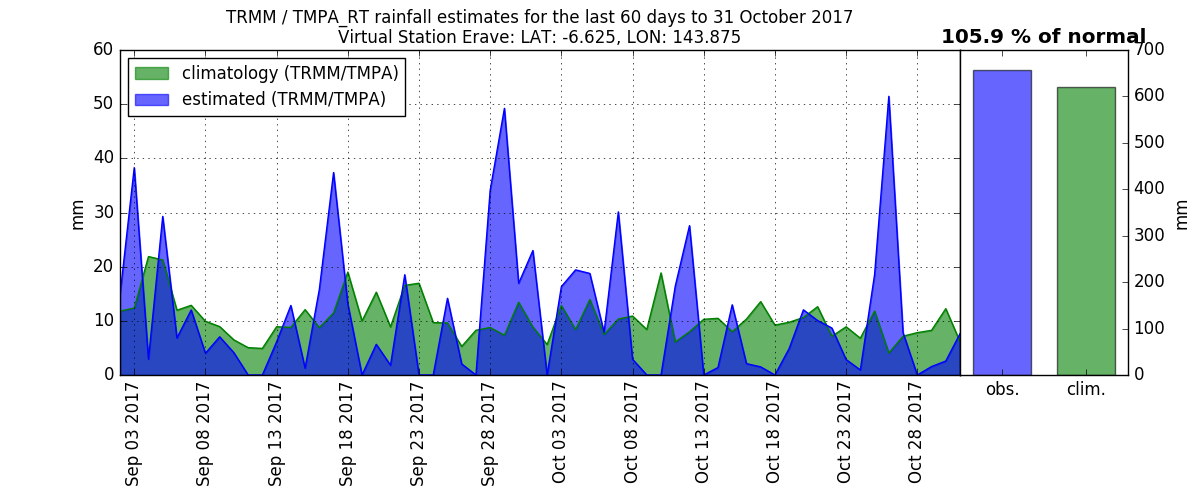 TRMM / TMPA_RT rainfall estimates for the last 60 days to 31 October 2017
Virtual Station Erave: LAT: -6.625, LON: 143.875
105.9 % of normal
climatology (TRMM/TMPA)
estimated (TRMM/TMPA)
60
50
40
30
20
10
0
mm
700
600
500
400
300
200
100
0
mm
Sep 03 2017
Sep 08 2017
Sep 13 2017
Sep 18 2017
Sep 23 2017
Sep 28 2017
Oct 03 2017
Oct 08 2017
Oct 13 2017
Oct 18 2017
Oct 23 2017
Oct 28 2017
obs.
clim.